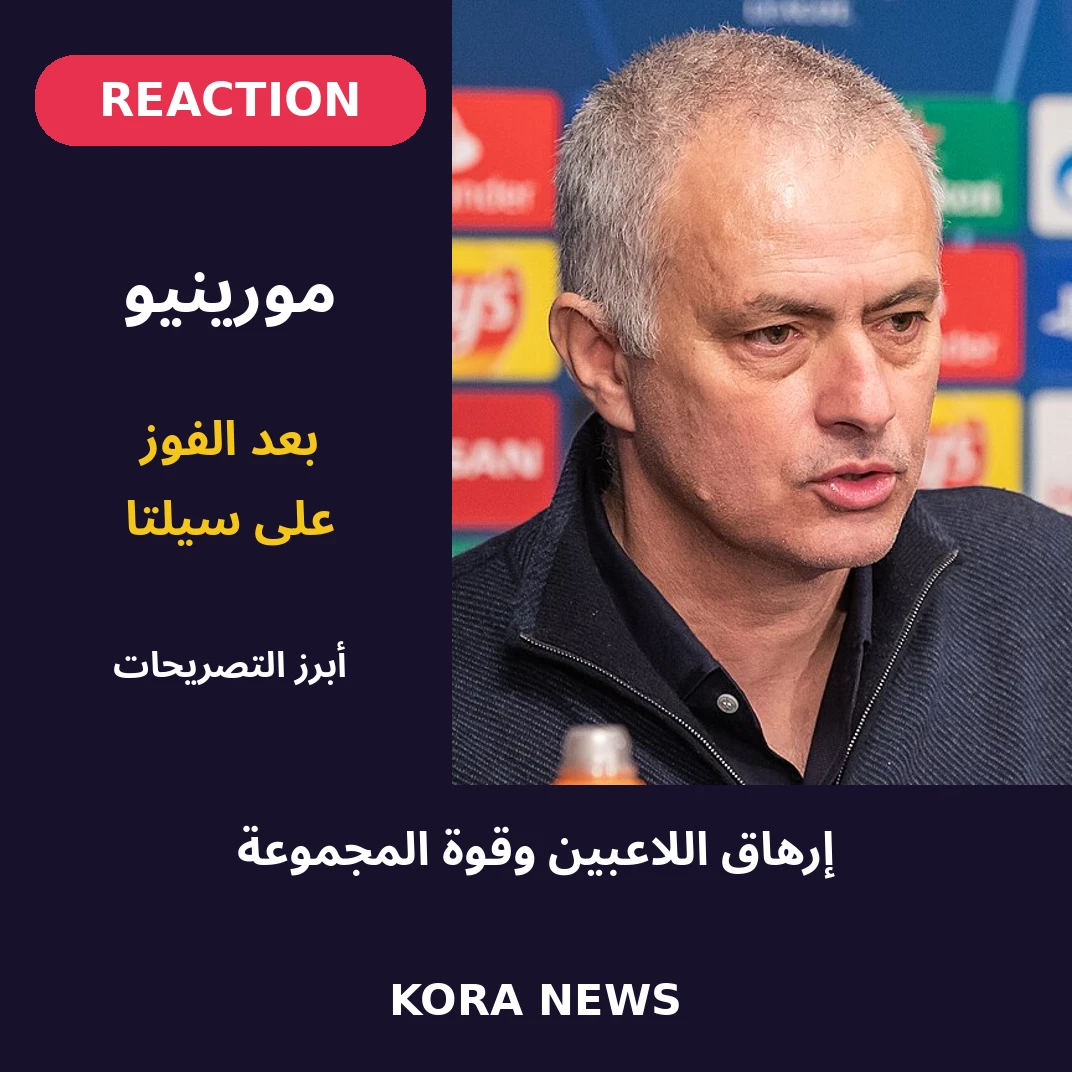 REACTION
مورينيو
بعد الفوز
على سيلتا
أبرز التصريحات
إرهاق اللاعبين وقوة المجموعة
KORA NEWS